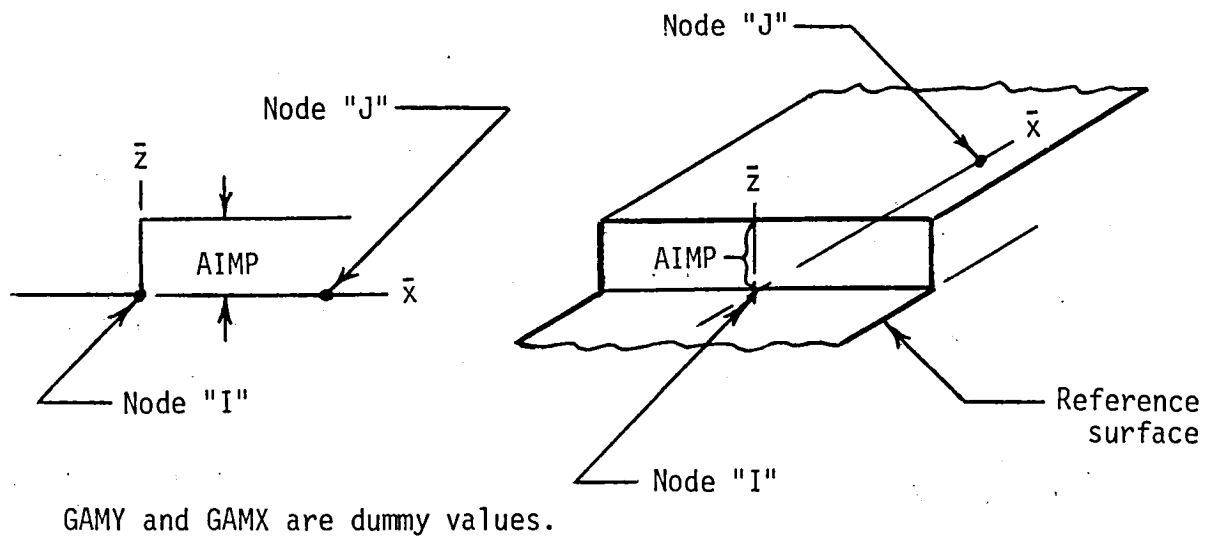 Node "J"
Node "J"
z̄
AIMP
x̄
Node "I"
x̄
z̄
AIMP
Reference
surface
Node "I"
GAMY and GAMX are dummy values.